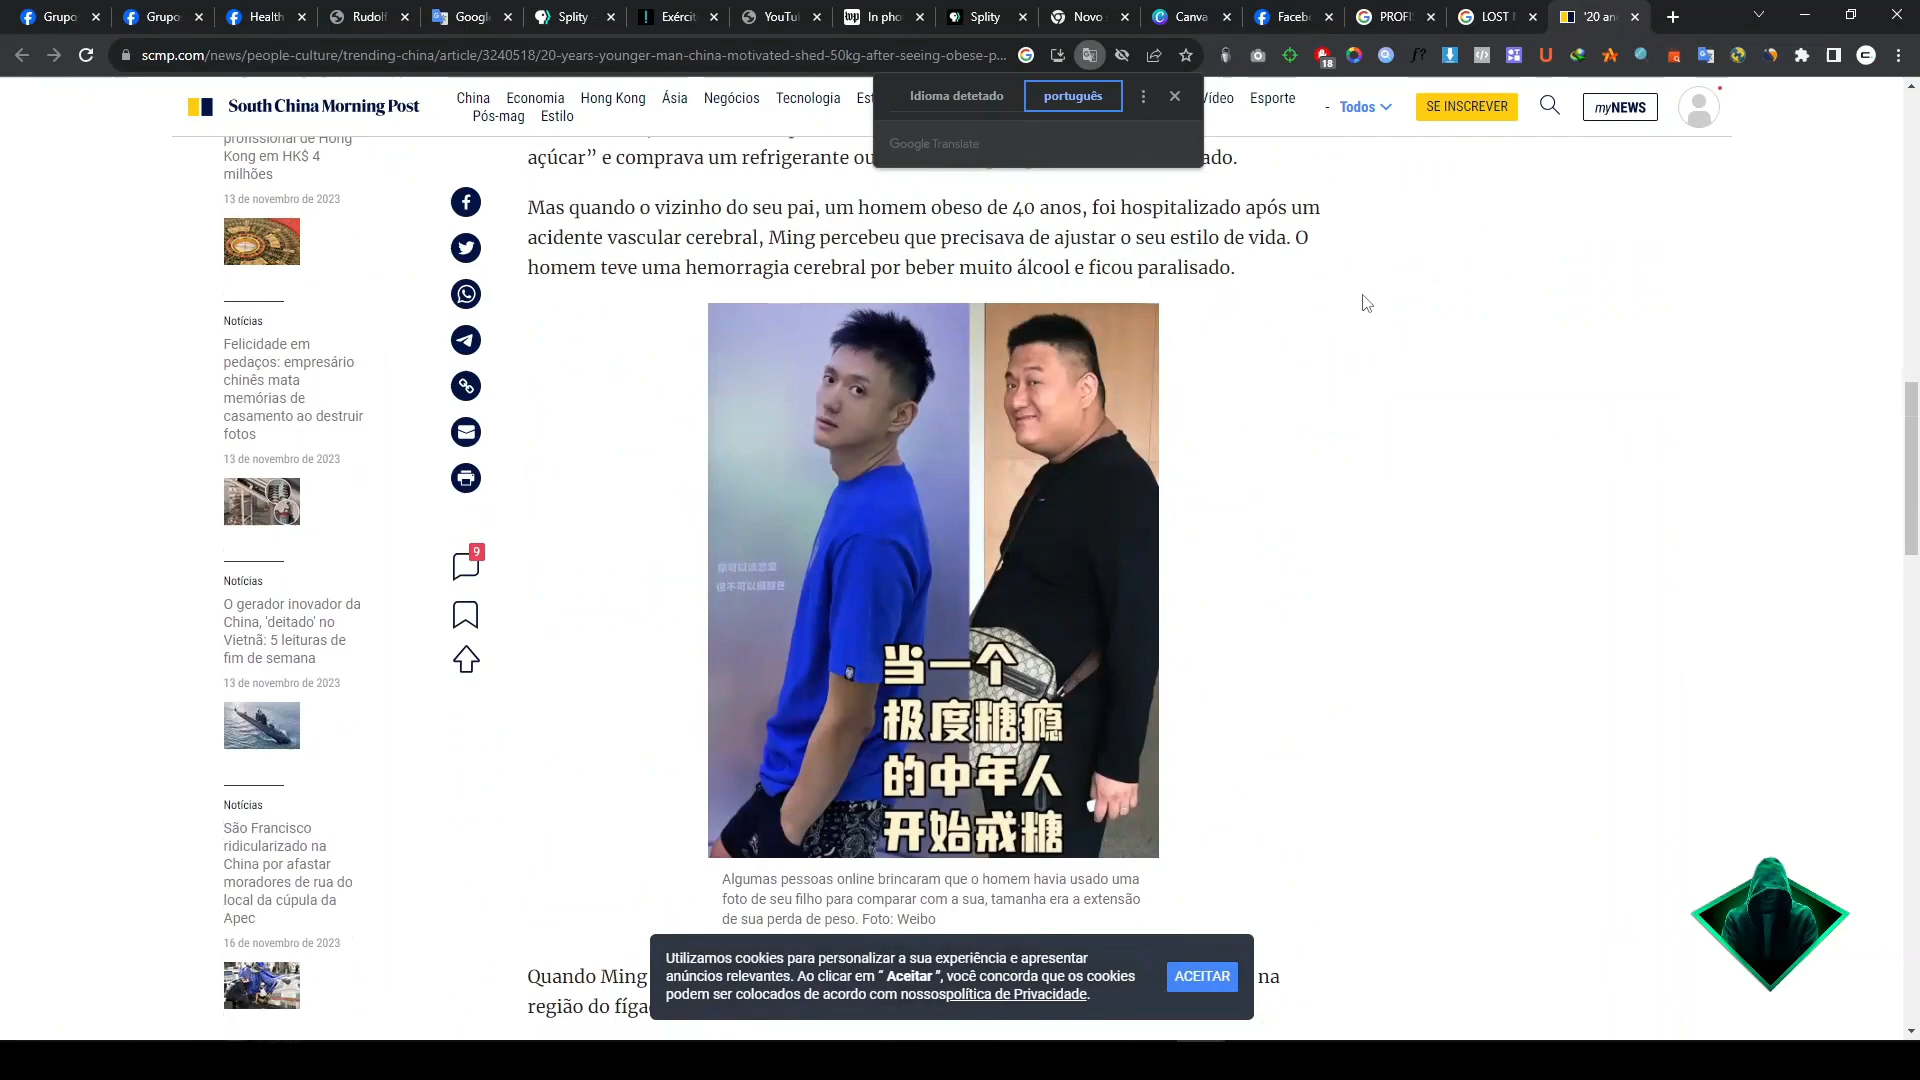 Grupo
Grupo
Health
Rudolf
Google
Splity
Exércit
YouTu
In pho
Splity
Novo
Canva
Faceb
PROFI
LOST
'20 an
scmp.com/news/people-culture/trending-china/article/3240518/20-years-younger-man-china-motivated-shed-50kg-after-seeing-obese-p...
18
Idioma detetado
português
Google Translate
South China Morning Post
China Economia Hong Kong Ásia Negócios Tecnologia Est
Vídeo Esporte
Pós-mag Estilo
- Todos
SE INSCREVER
myNEWS
profissional de Hong
Kong em HK$ 4
milhões
13 de novembro de 2023
Notícias
Felicidade em
pedaços: empresário
chinês mata
memórias de
casamento ao destruir
fotos
13 de novembro de 2023
Notícias
O gerador inovador da
China, 'deitado' no
Vietnã: 5 leituras de
fim de semana
13 de novembro de 2023
Notícias
São Francisco
ridicularizado na
China por afastar
moradores de rua do
local da cúpula da
Apec
16 de novembro de 2023
9
açúcar” e comprava um refrigerante ou
ado.
Mas quando o vizinho do seu pai, um homem obeso de 40 anos, foi hospitalizado após um
acidente vascular cerebral, Ming percebeu que precisava de ajustar o seu estilo de vida. O
homem teve uma hemorragia cerebral por beber muito álcool e ficou paralisado.
当一个
极度糖瘾
的中年人
开始戒糖
Algumas pessoas online brincaram que o homem havia usado uma
foto de seu filho para comparar com a sua, tamanha era a extensão
de sua perda de peso. Foto: Weibo
Quando Ming
na
região do fíga
Utilizamos cookies para personalizar a sua experiência e apresentar
anúncios relevantes. Ao clicar em “ Aceitar ”, você concorda que os cookies
podem ser colocados de acordo com nossospolítica de Privacidade.
ACEITAR